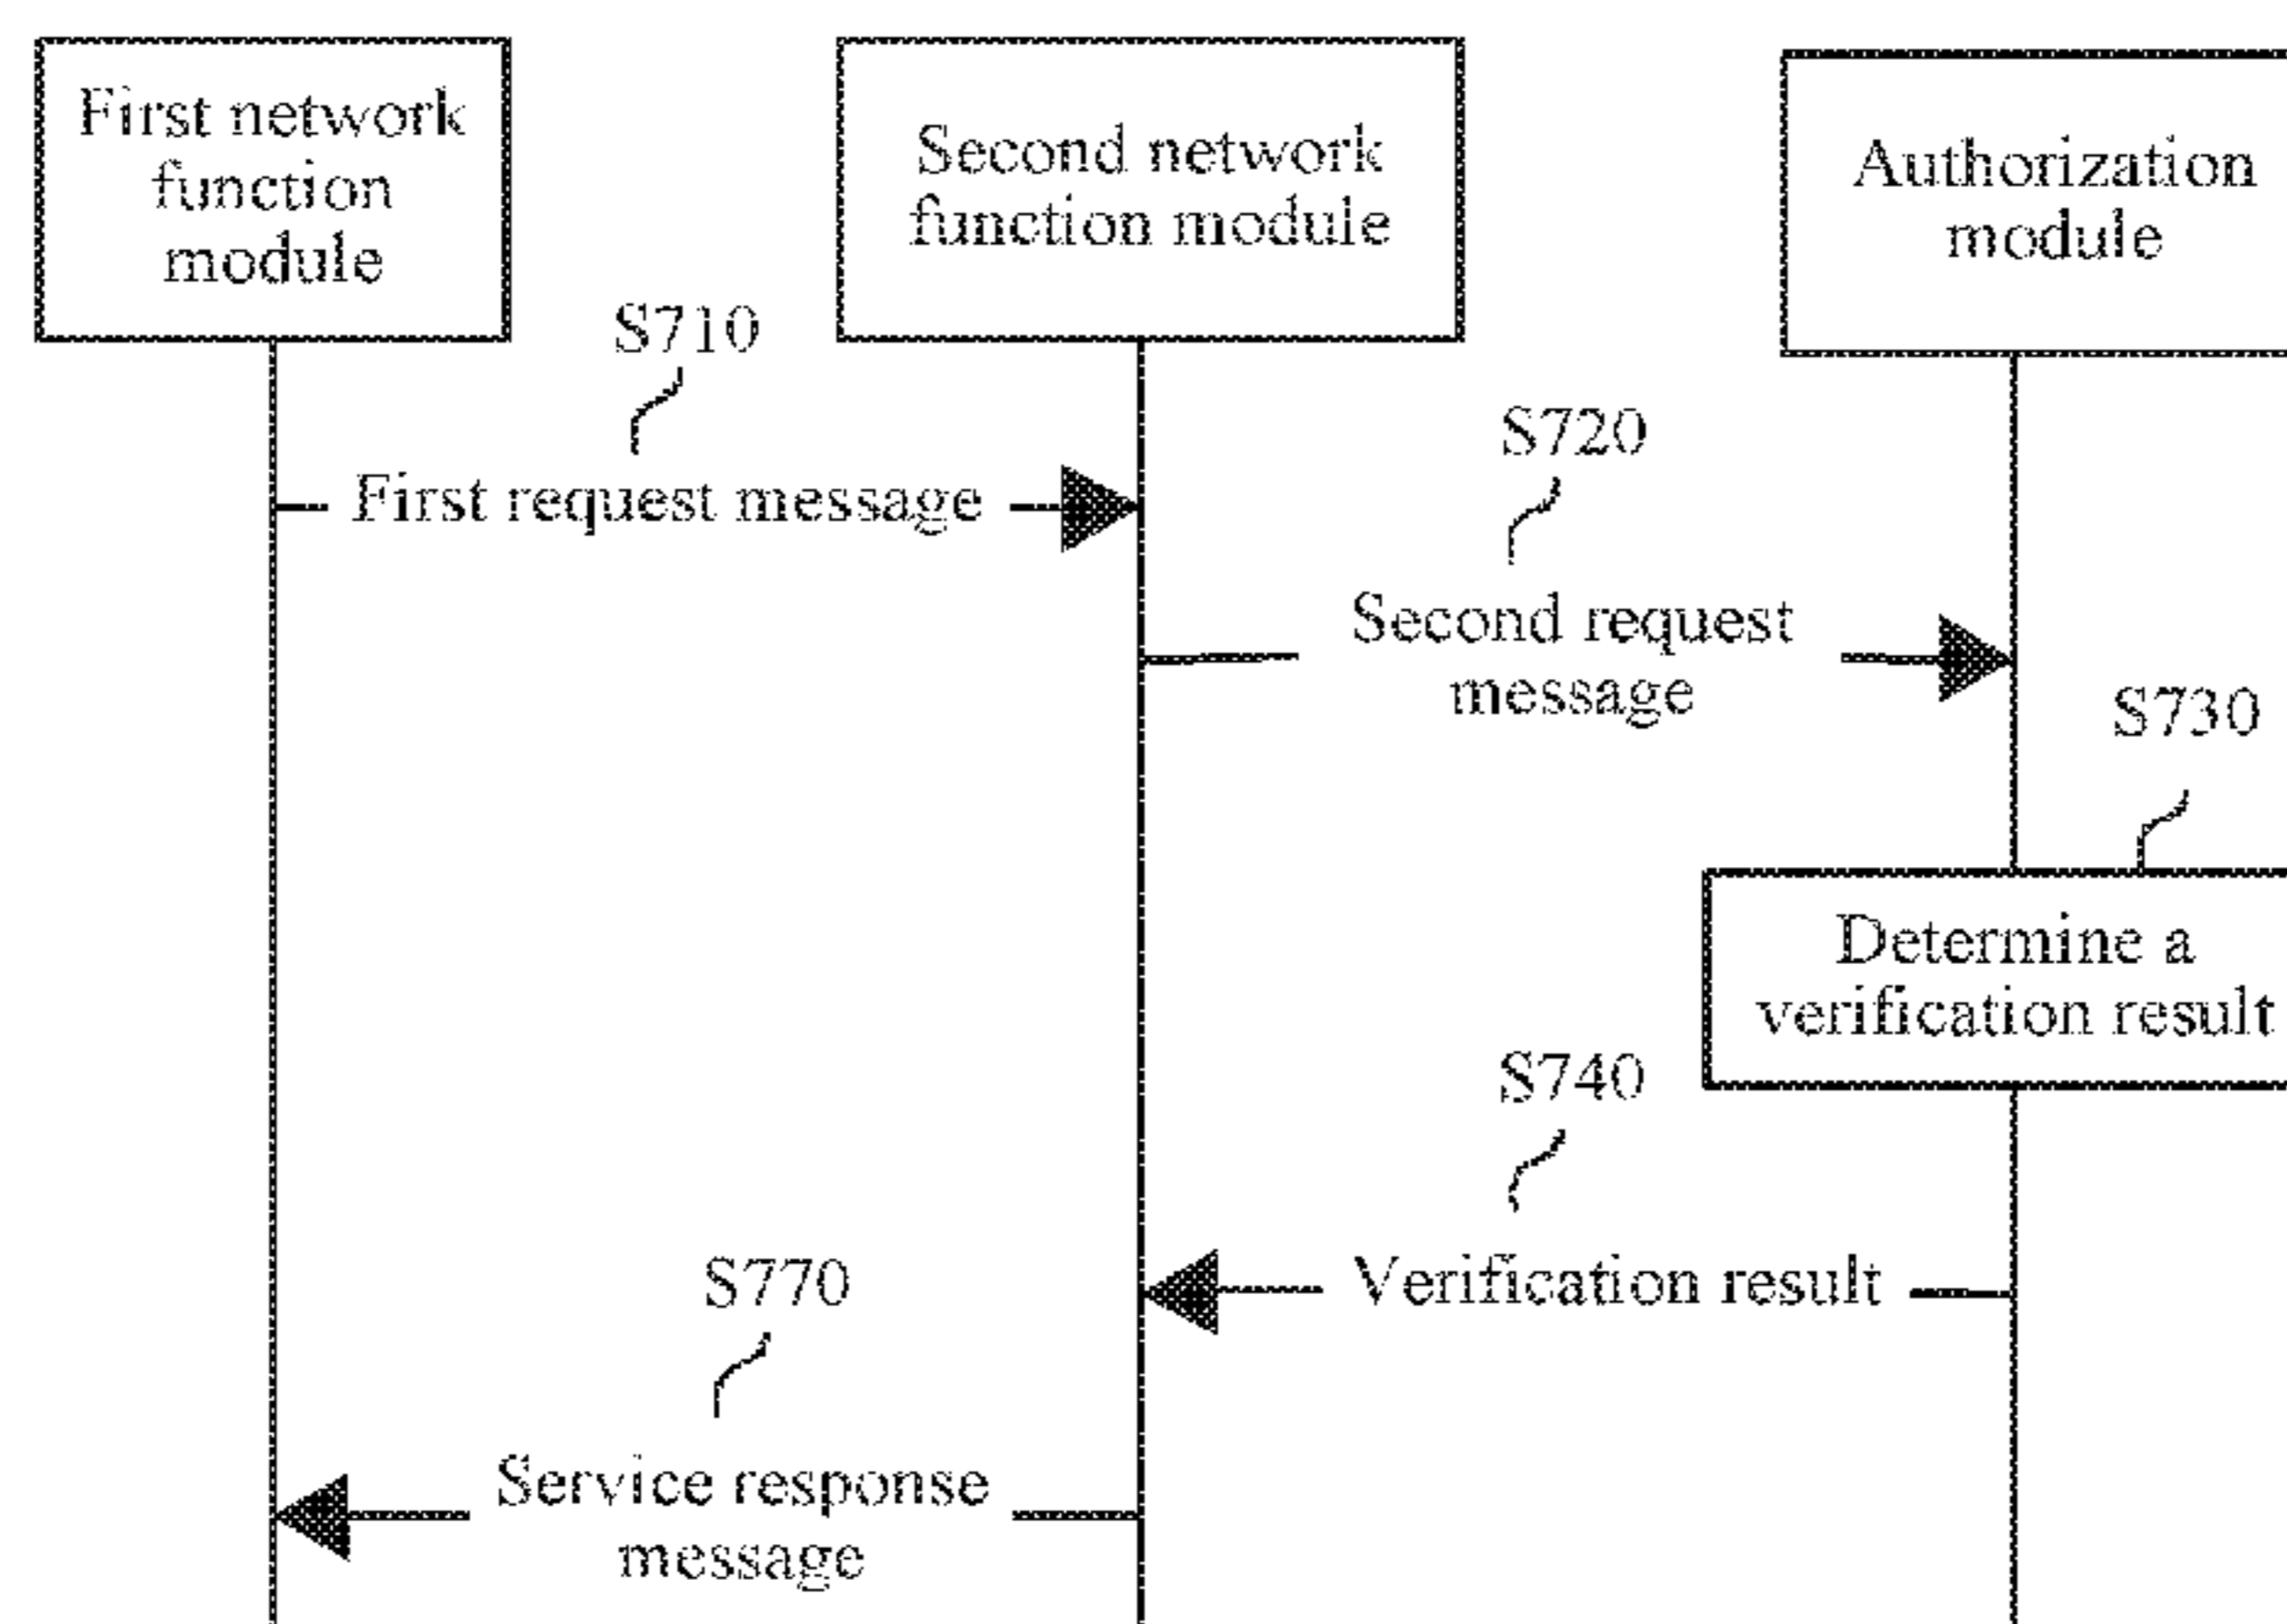 First network
function
module
Second network
function module
Authorization
module
S710
First request message
S720
Second request
message
S730
Determine a
verification result
S740
Verification result
S770
Service response
message